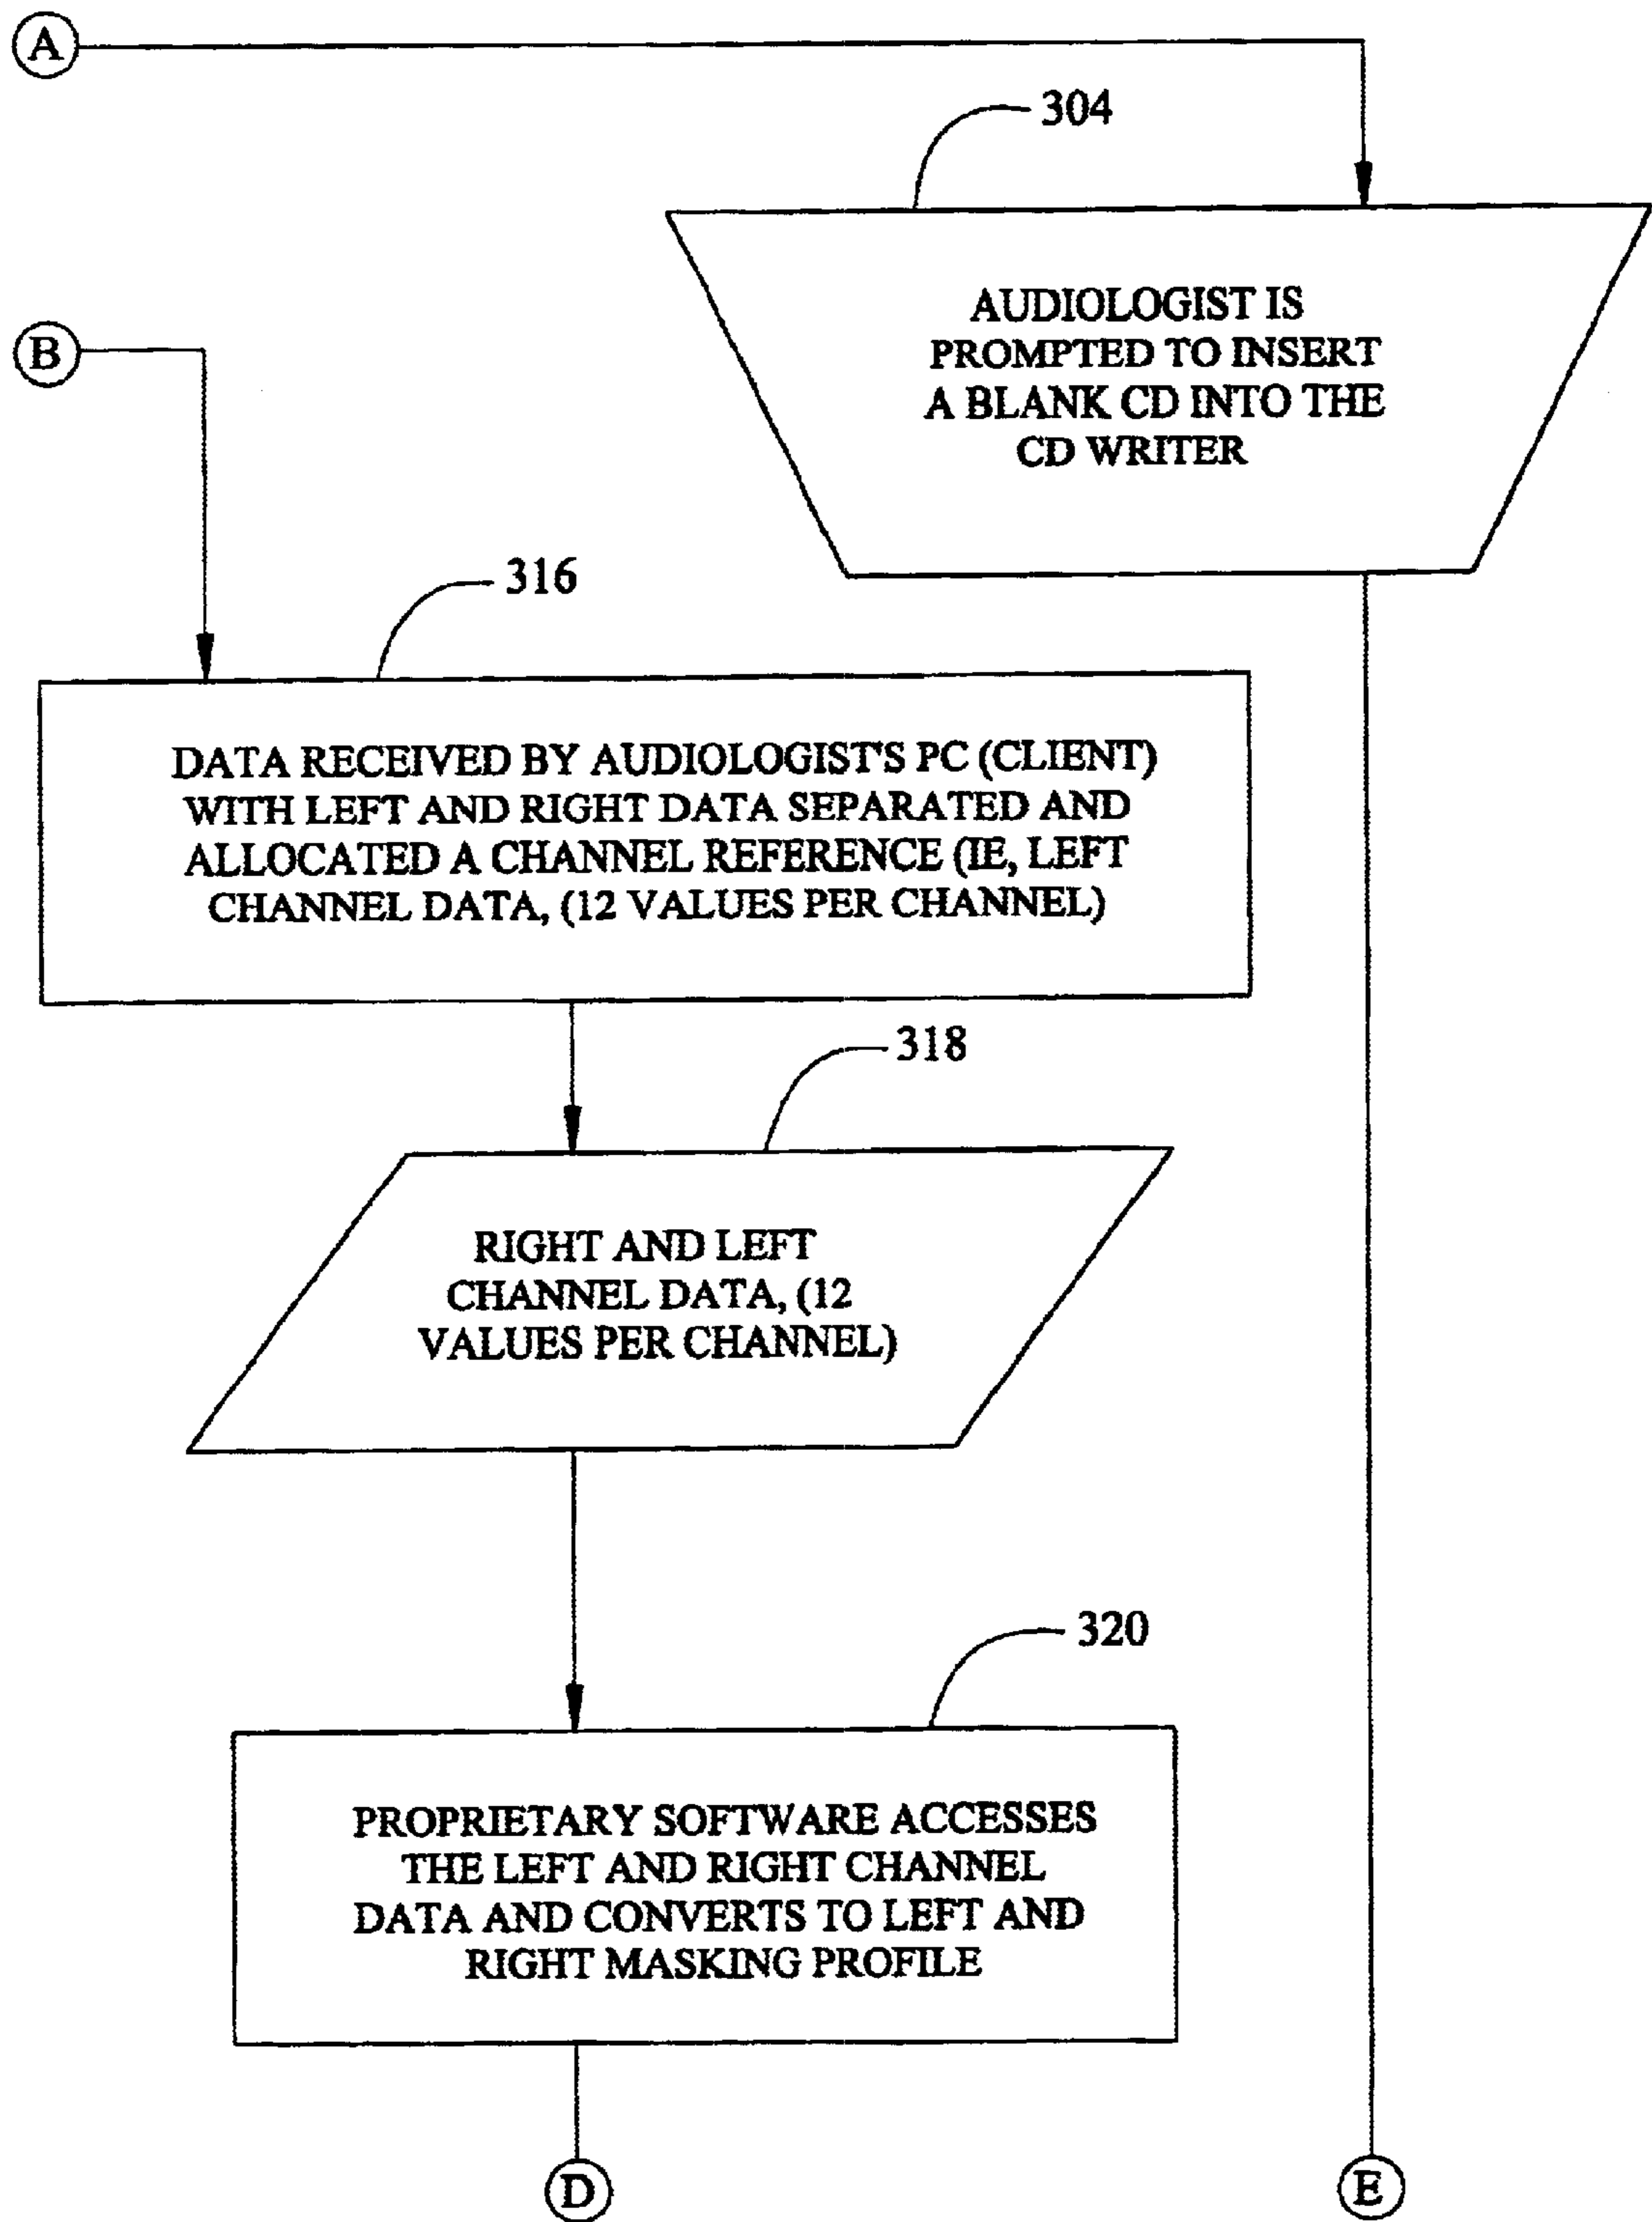 A
304
AUDIOLOGIST IS
PROMPTED TO INSERT
A BLANK CD INTO THE
CD WRITER
B
316
DATA RECEIVED BY AUDIOLOGIST'S PC (CLIENT)
WITH LEFT AND RIGHT DATA SEPARATED AND
ALLOCATED A CHANNEL REFERENCE (IE, LEFT
CHANNEL DATA, (12 VALUES PER CHANNEL)
318
RIGHT AND LEFT
CHANNEL DATA, (12
VALUES PER CHANNEL)
320
PROPRIETARY SOFTWARE ACCESSES
THE LEFT AND RIGHT CHANNEL
DATA AND CONVERTS TO LEFT AND
RIGHT MASKING PROFILE
D
E